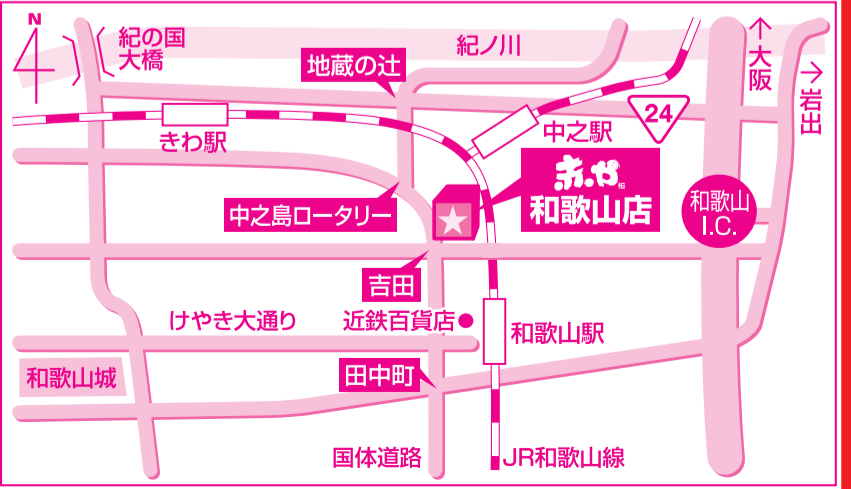 N
紀の国
大橋
紀ノ川
地蔵の辻
↑大阪
→岩出
24
きわ駅
中之駅
赤や
和歌山店
和歌山
I.C.
中之島ロータリー
吉田
けやき大通り
近鉄百貨店
和歌山駅
和歌山城
田中町
国体道路
JR和歌山線